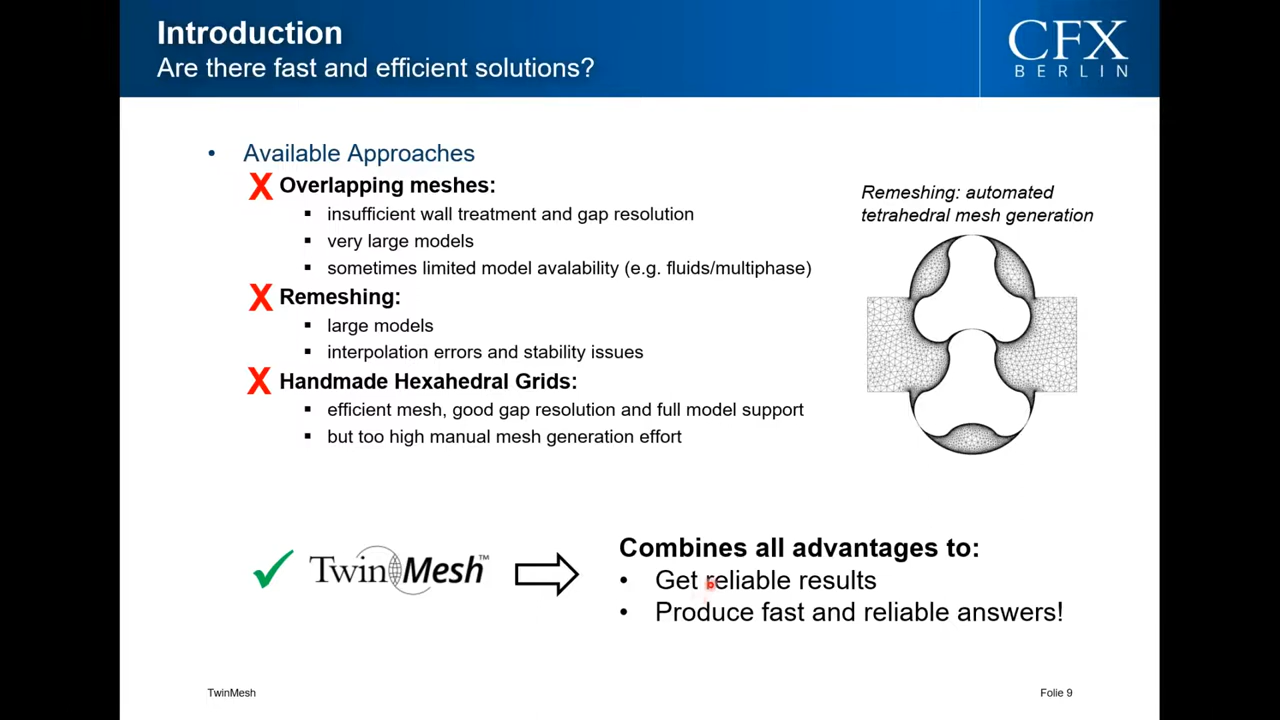 Introduction
Are there fast and efficient solutions?
CFX
BERLIN
• Available Approaches
X Overlapping meshes:
▪ insufficient wall treatment and gap resolution
▪ very large models
▪ sometimes limited model avalability (e.g. fluids/multiphase)
X Remeshing:
▪ large models
▪ interpolation errors and stability issues
X Handmade Hexahedral Grids:
▪ efficient mesh, good gap resolution and full model support
▪ but too high manual mesh generation effort
Remeshing: automated
tetrahedral mesh generation
✓ TwinMesh™
Combines all advantages to:
• Get reliable results
• Produce fast and reliable answers!
TwinMesh
Folie 9